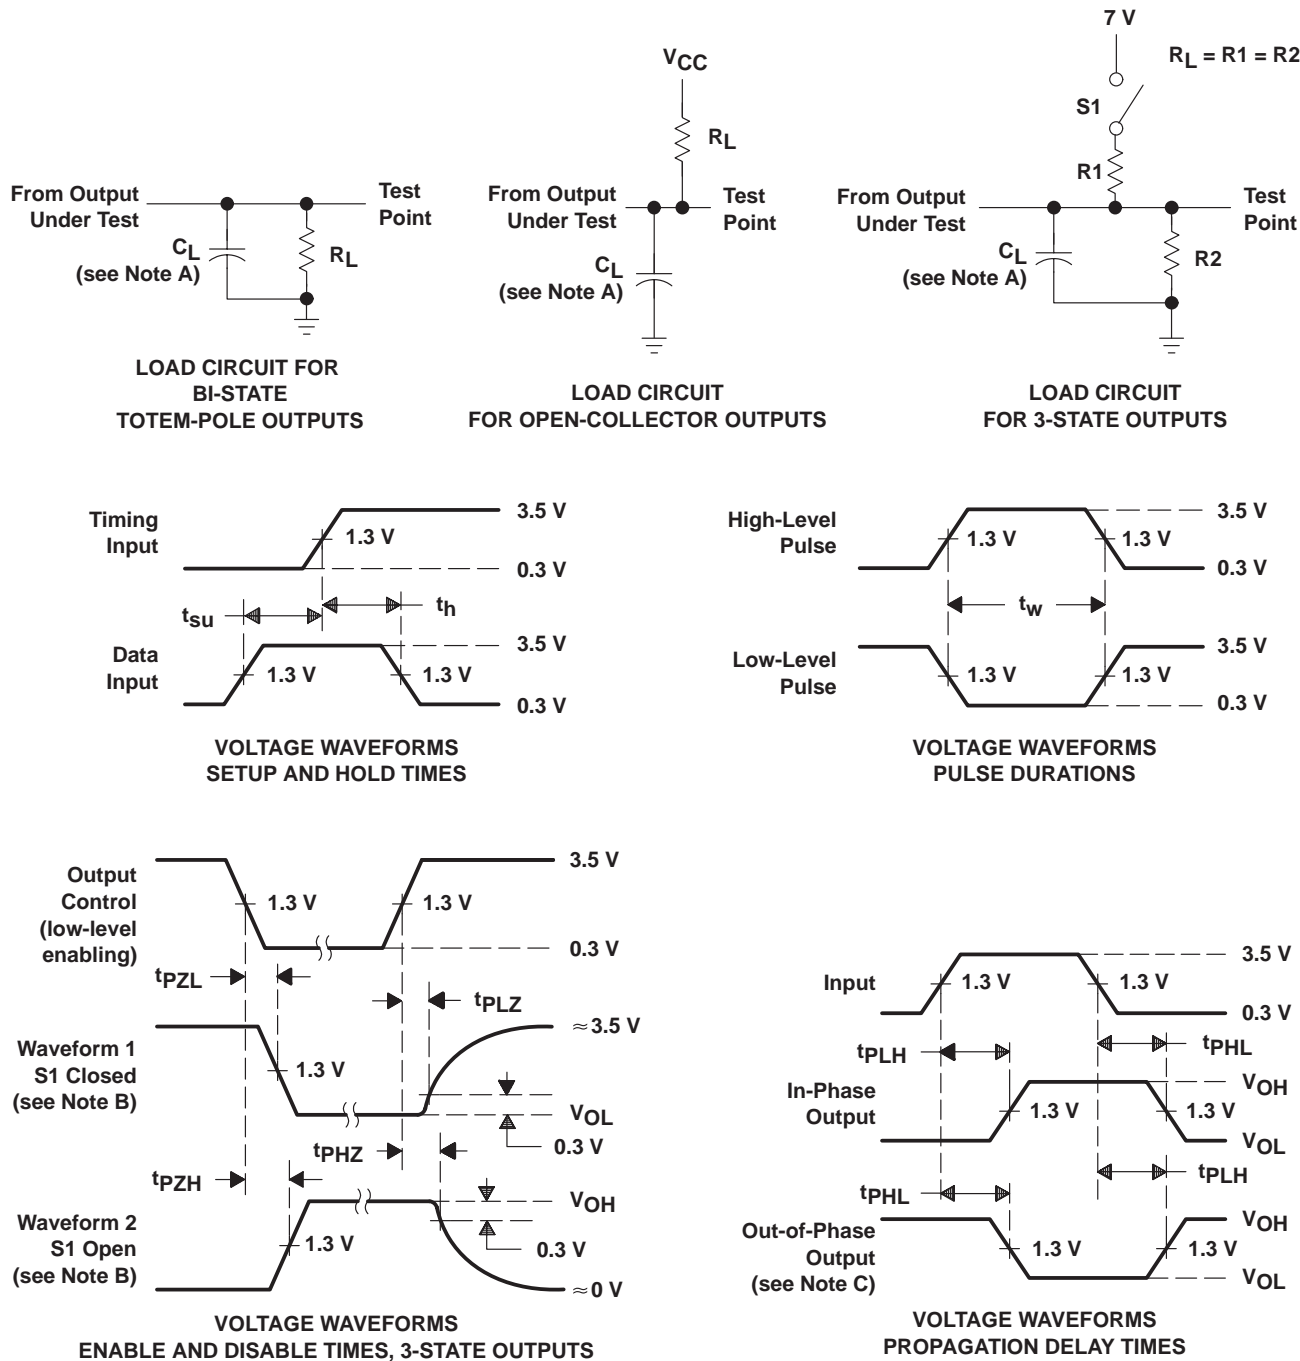 From Output
Under Test
Test
Point
CL
(see Note A)
RL
LOAD CIRCUIT FOR
BI-STATE
TOTEM-POLE OUTPUTS
VCC
RL
From Output
Under Test
Test
Point
CL
(see Note A)
LOAD CIRCUIT
FOR OPEN-COLLECTOR OUTPUTS
7 V
RL = R1 = R2
S1
R1
From Output
Under Test
Test
Point
CL
(see Note A)
R2
LOAD CIRCUIT
FOR 3-STATE OUTPUTS
Timing
Input
1.3 V
3.5 V
0.3 V
tsu
th
Data
Input
1.3 V
1.3 V
3.5 V
0.3 V
VOLTAGE WAVEFORMS
SETUP AND HOLD TIMES
High-Level
Pulse
1.3 V
1.3 V
3.5 V
0.3 V
tw
Low-Level
Pulse
1.3 V
1.3 V
3.5 V
0.3 V
VOLTAGE WAVEFORMS
PULSE DURATIONS
Output
Control
(low-level
enabling)
1.3 V
1.3 V
3.5 V
0.3 V
tPZL
tPLZ
Waveform 1
S1 Closed
(see Note B)
1.3 V
≈3.5 V
VOL
0.3 V
tPHZ
tPZH
Waveform 2
S1 Open
(see Note B)
1.3 V
VOH
0.3 V
≈0 V
VOLTAGE WAVEFORMS
ENABLE AND DISABLE TIMES, 3-STATE OUTPUTS
Input
1.3 V
1.3 V
3.5 V
0.3 V
tPLH
tPHL
In-Phase
Output
1.3 V
1.3 V
VOH
VOL
tPHL
tPLH
Out-of-Phase
Output
(see Note C)
1.3 V
1.3 V
VOH
VOL
VOLTAGE WAVEFORMS
PROPAGATION DELAY TIMES